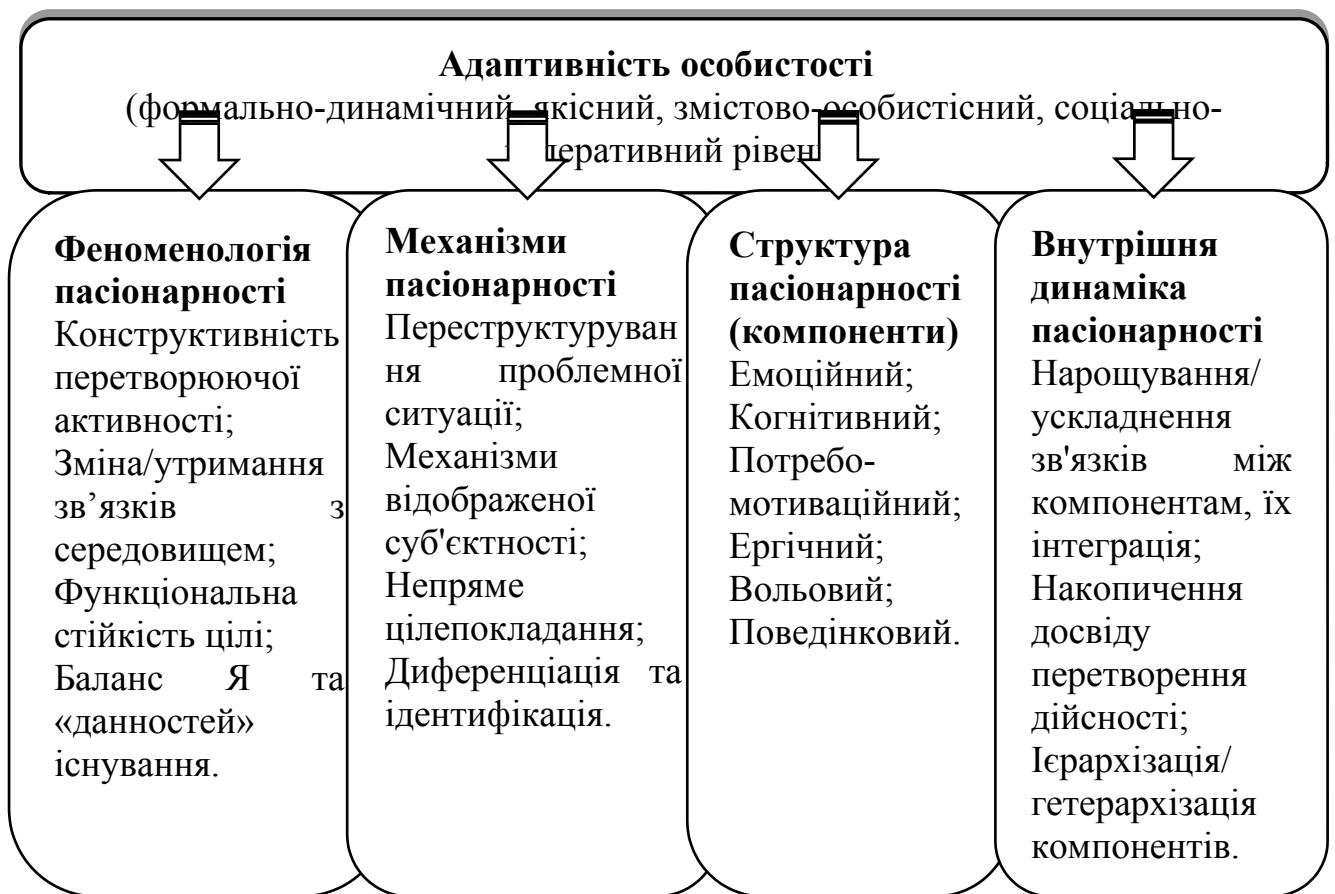 Адаптивність особистості
(формально-динамічний, якісний, змістово-особистісний, соціально-
перативний рівен
Феноменологія
пасіонарності
Конструктивність
перетворюючої
активності;
Зміна/утримання
зв’язків з
середовищем;
Функціональна
стійкість цілі;
Баланс Я та
«данностей»
існування.
Механізми
пасіонарності
Переструктуруван
ня проблемної
ситуації;
Механізми
відображеної
суб'єктності;
Непряме
цілепокладання;
Диференціація та
ідентифікація.
Структура
пасіонарності
(компоненти)
Емоційний;
Когнітивний;
Потребо-
мотиваційний;
Ергічний;
Вольовий;
Поведінковий.
Внутрішня
динаміка
пасіонарності
Нарощування/
ускладнення
зв'язків між
компонентам, їх
інтеграція;
Накопичення
досвіду
перетворення
дійсності;
Ієрархізація/
гетерархізація
компонентів.